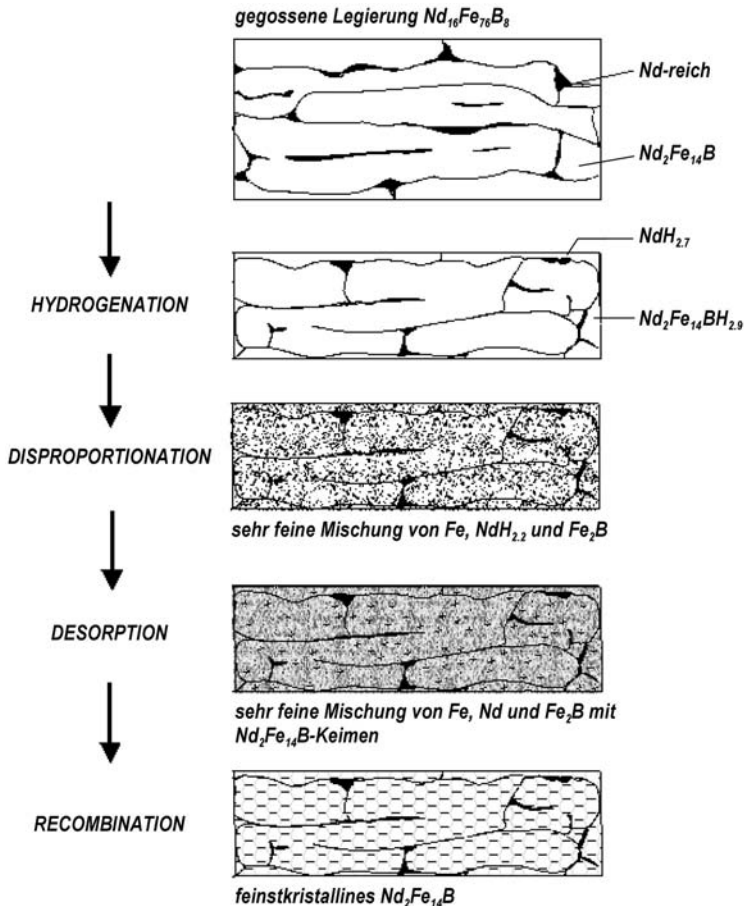 gegossene Legierung Nd₁₆Fe₇₆B₈
Nd-reich
Nd₂Fe₁₄B
NdH₂.₇
HYDROGENATION
Nd₂Fe₁₄BH₂.₉
DISPROPORTIONATION
sehr feine Mischung von Fe, NdH₂.₂ und Fe₂B
DESORPTION
sehr feine Mischung von Fe, Nd und Fe₂B mit
Nd₂Fe₁₄B-Keimen
RECOMBINATION
feinstkristallines Nd₂Fe₁₄B